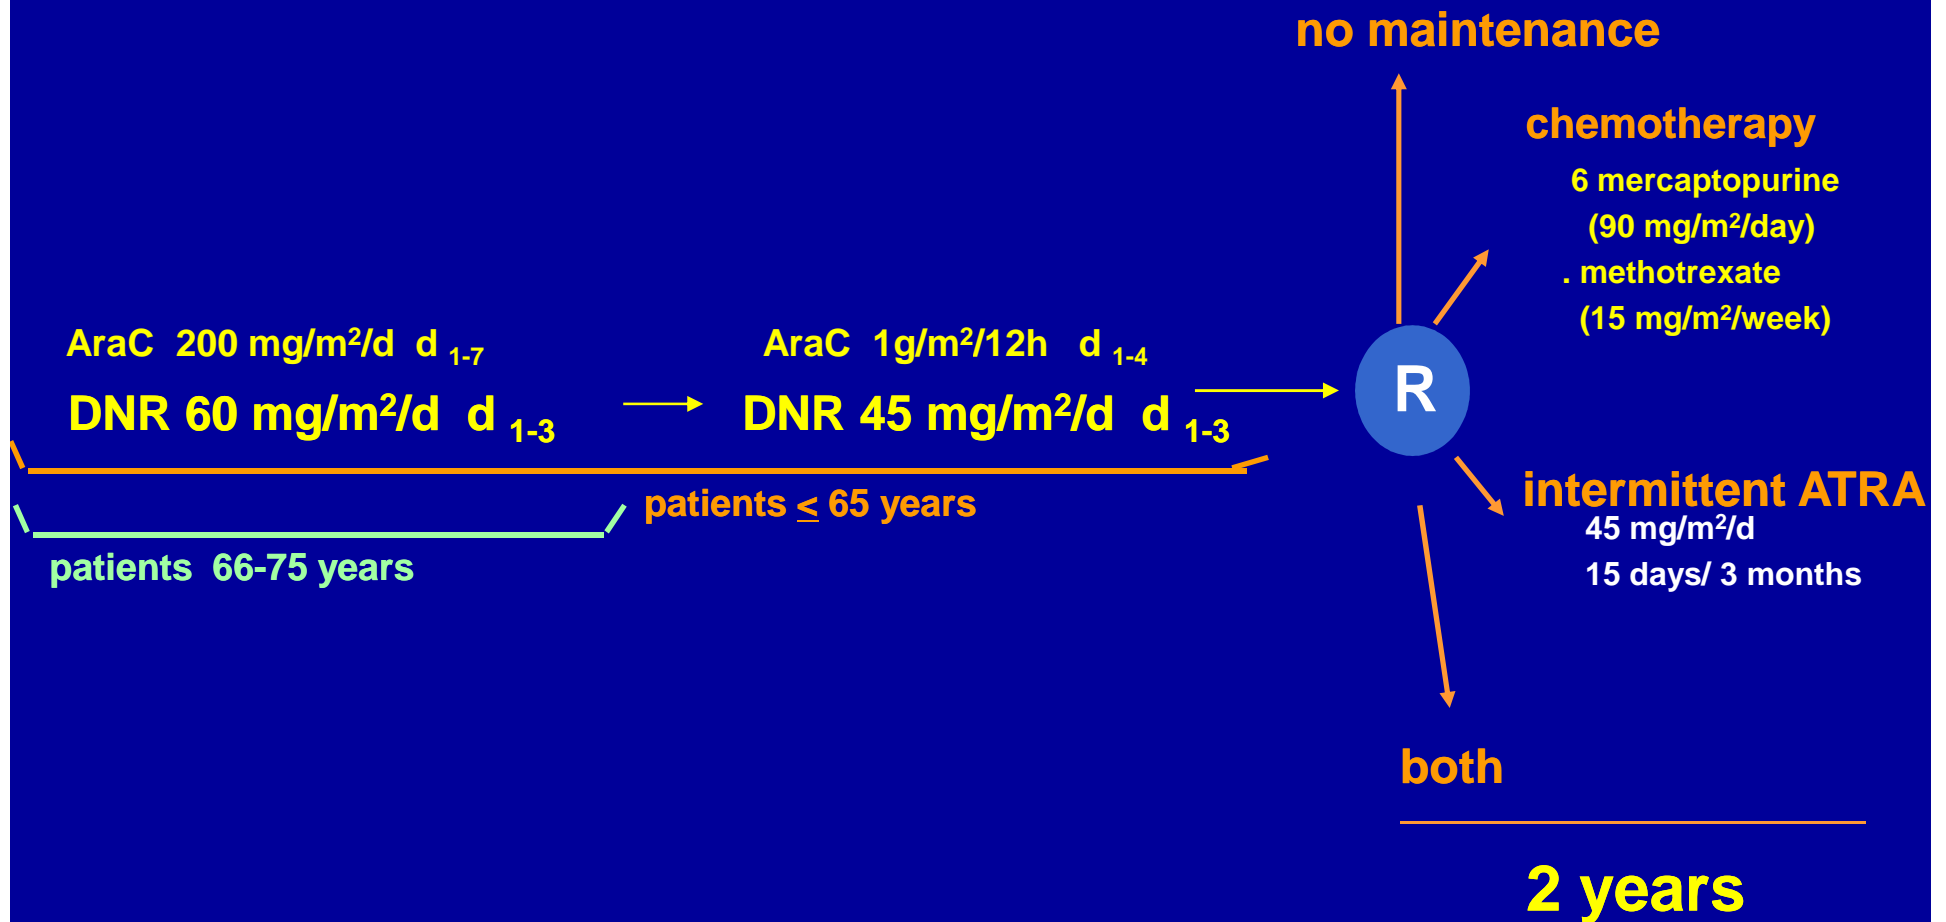 no maintenance
chemotherapy
6 mercaptopurine
(90 mg/m²/day)
. methotrexate
(15 mg/m²/week)
AraC 200 mg/m²/d d 1-7
DNR 60 mg/m²/d d 1-3
AraC 1g/m²/12h d 1-4
DNR 45 mg/m²/d d 1-3
R
patients ≤ 65 years
patients 66-75 years
intermittent ATRA
45 mg/m²/d
15 days/ 3 months
both
2 years